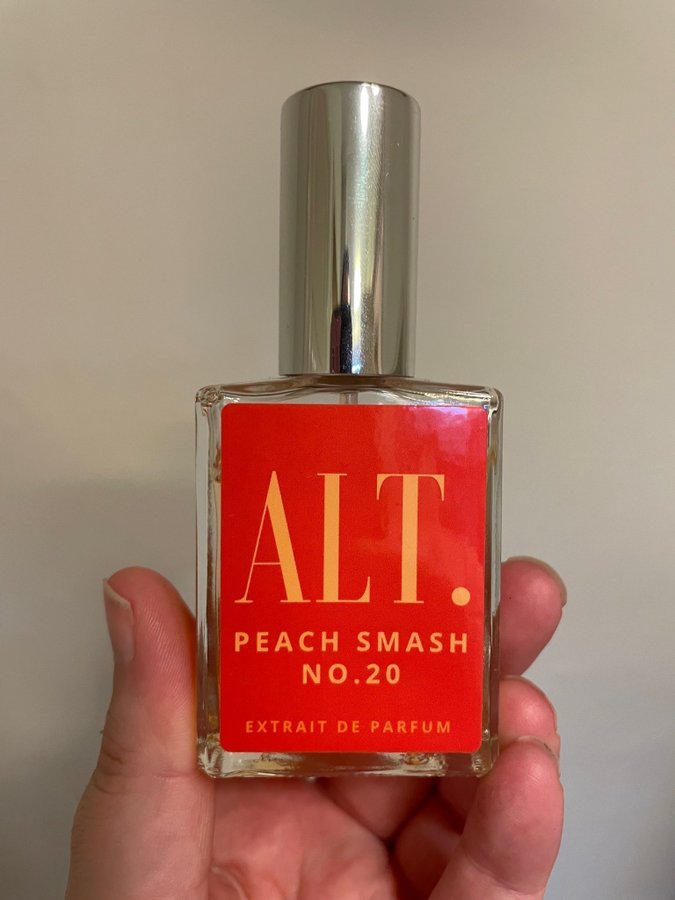 ALT.
PEACH SMASH
NO.20
EXTRAIT DE PARFUM